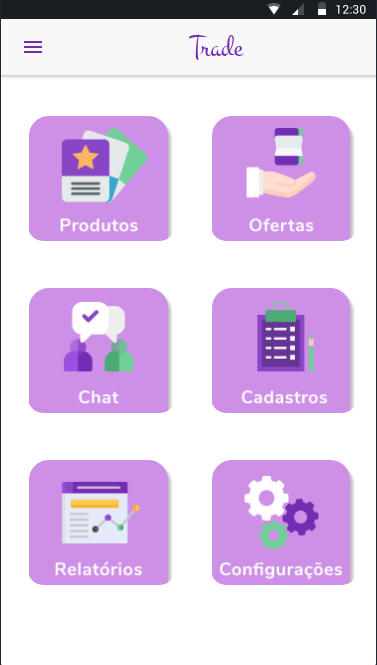 12:30
Trade
Produtos
Ofertas
Chat
Cadastros
Relatórios
Configurações